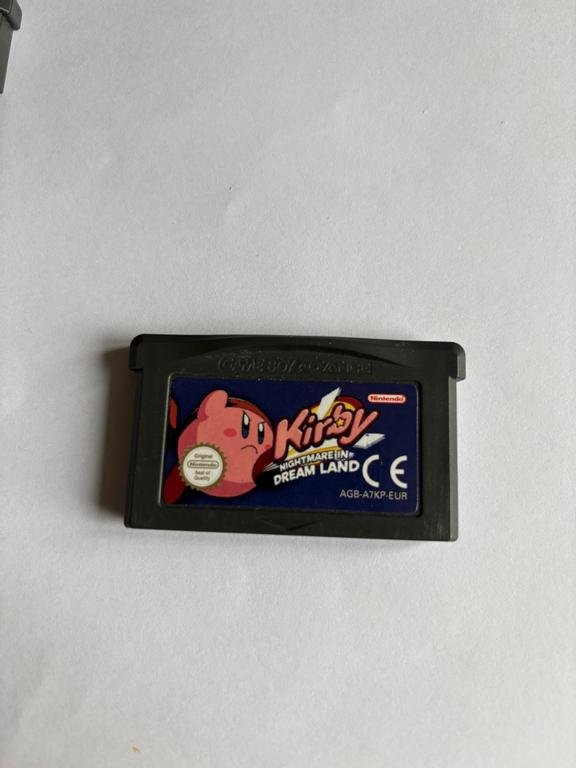 GAME BOY ADVANCE
Nintendo
Kirby
NIGHTMARE IN
DREAM LAND
CE
Original
Nintendo
Seal of
Quality
AGB-A7KP-EUR